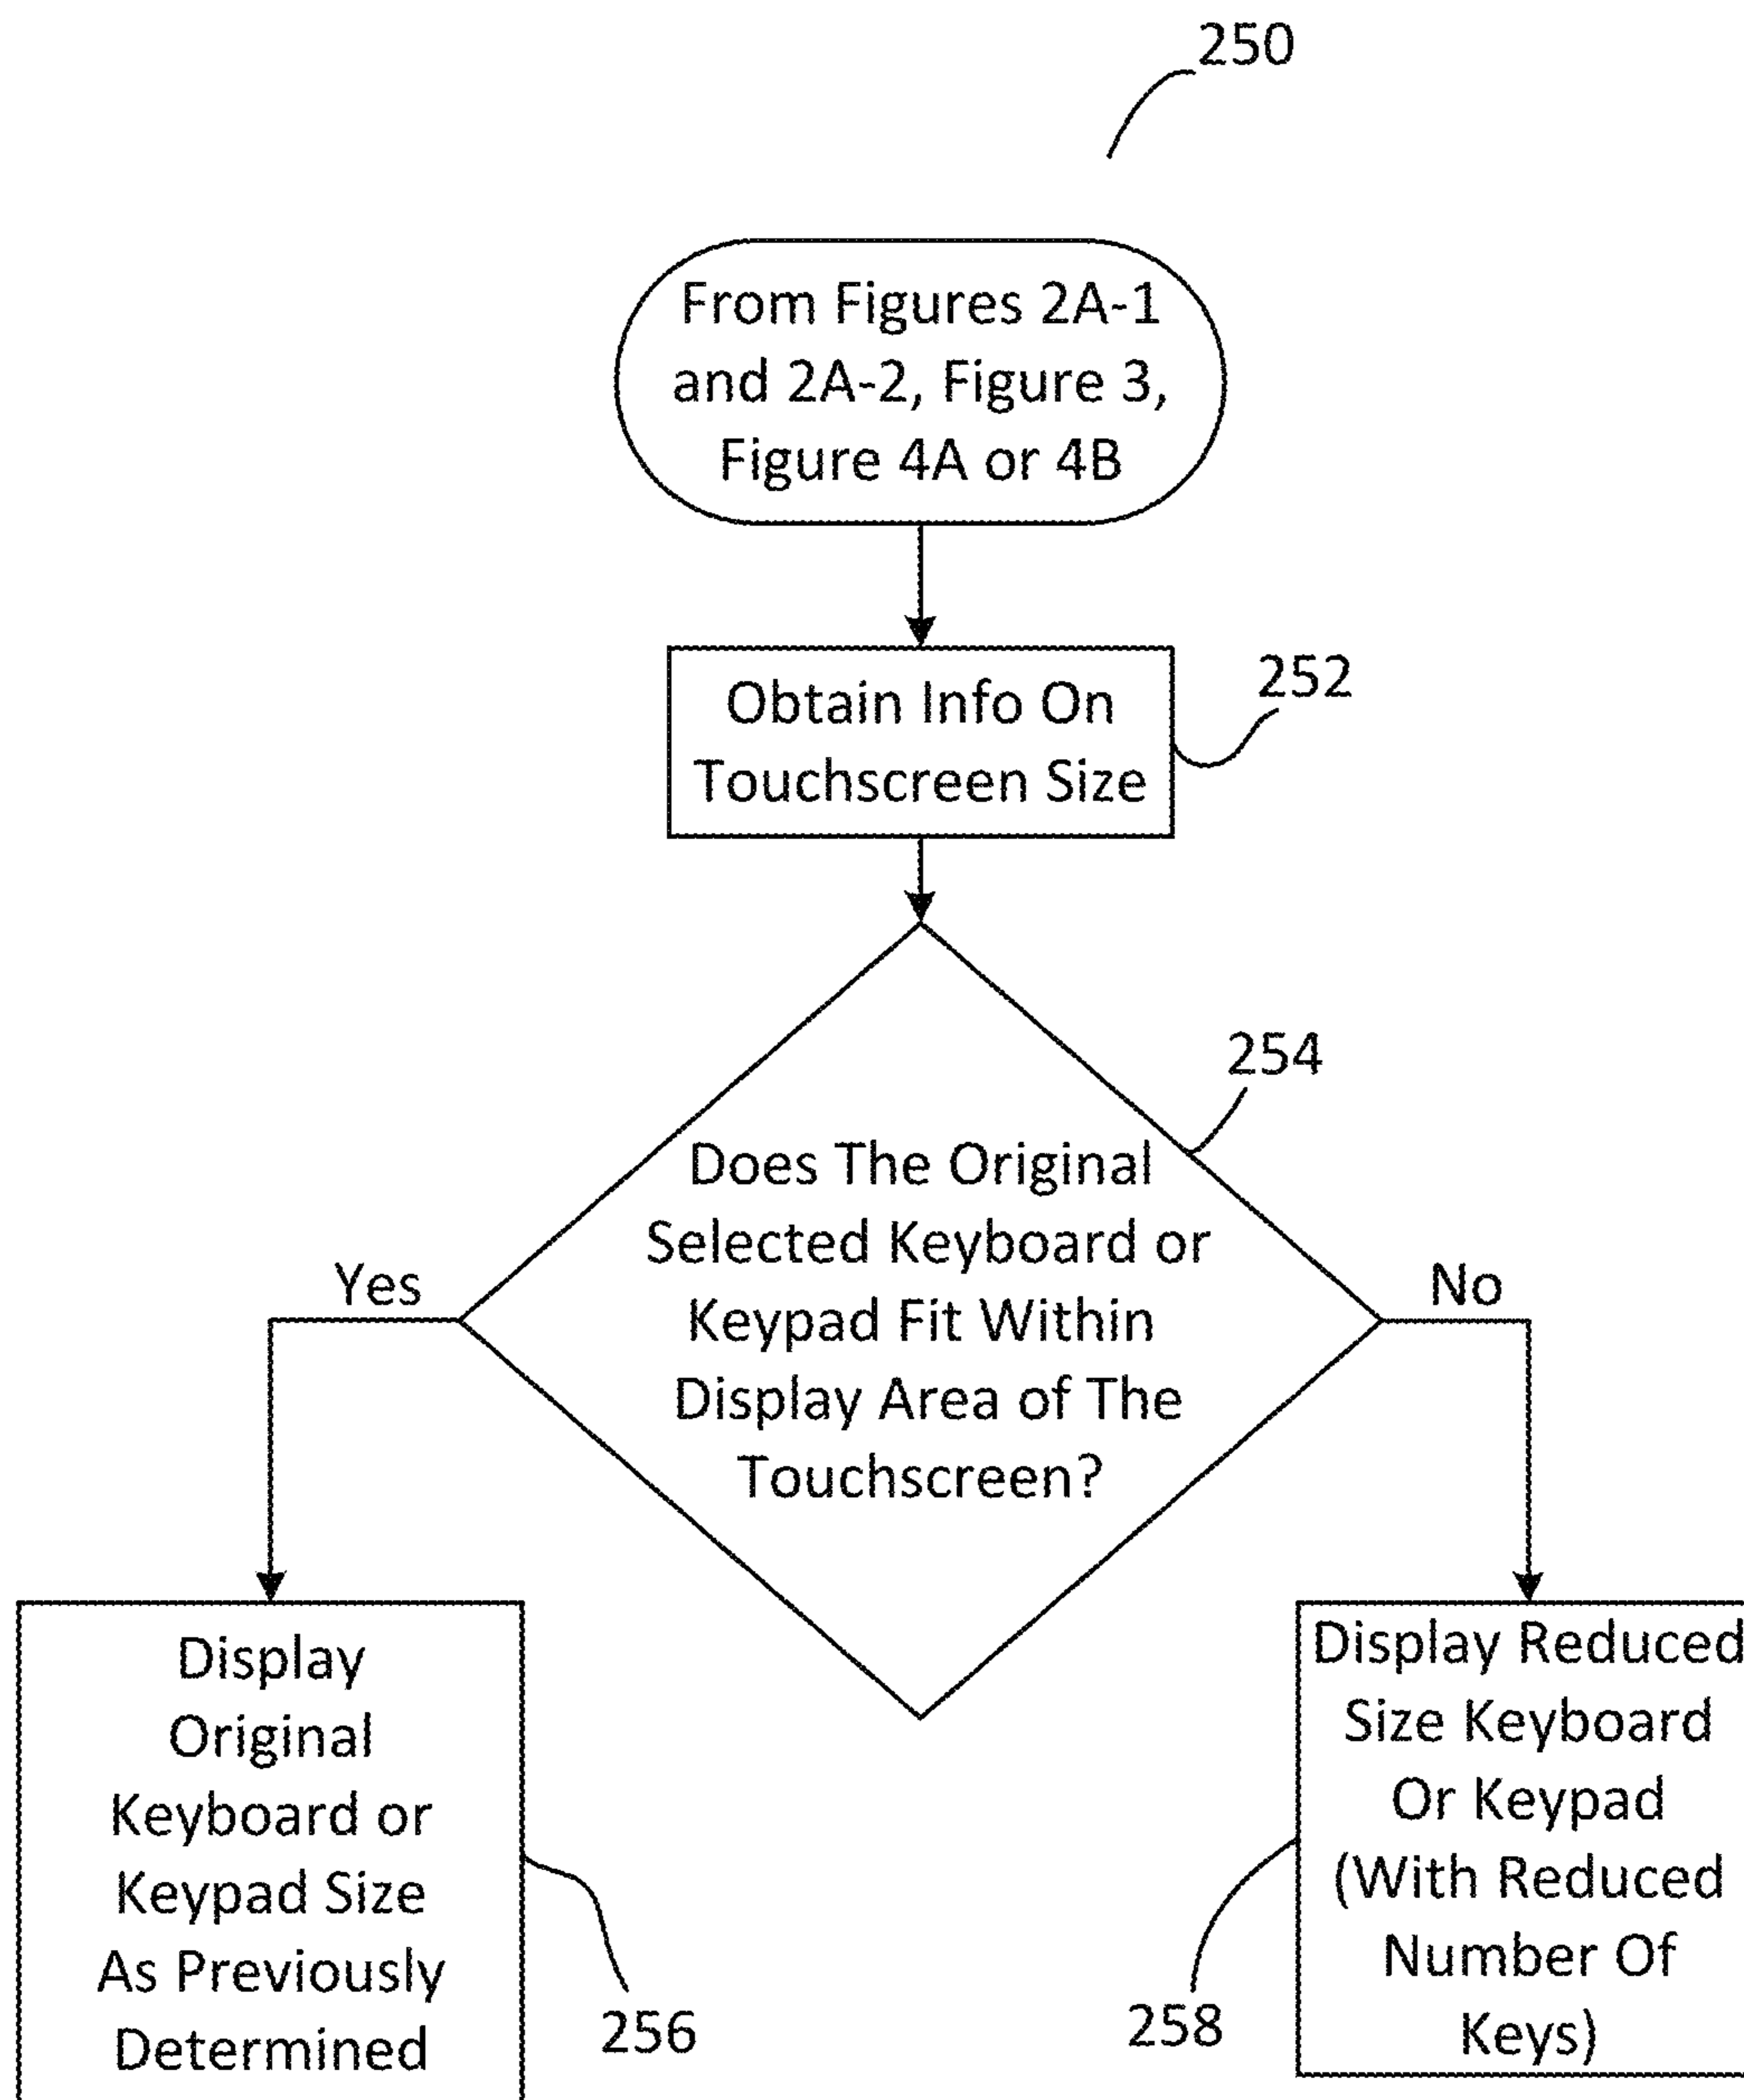 250
From Figures 2A-1
and 2A-2, Figure 3,
Figure 4A or 4B
Obtain Info On
Touchscreen Size
252
254
Does The Original
Selected Keyboard or
Keypad Fit Within
Display Area of The
Touchscreen?
Yes
No
Display
Original
Keyboard or
Keypad Size
As Previously
Determined
256
Display Reduced
Size Keyboard
Or Keypad
(With Reduced
Number Of
Keys)
258